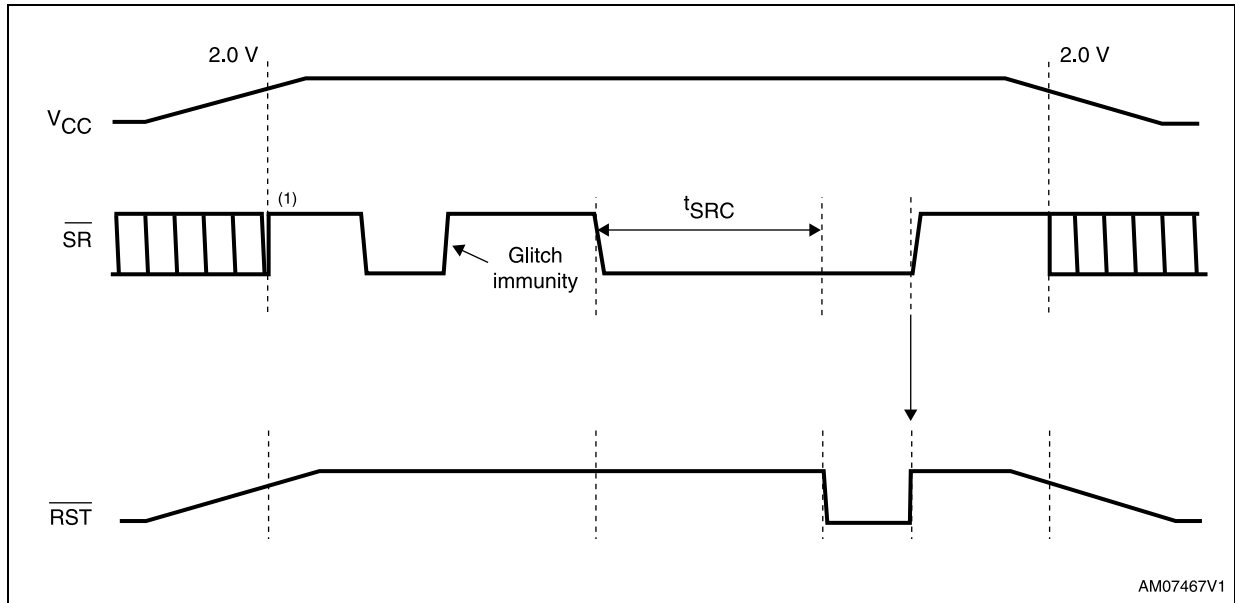 2.0 V
2.0 V
VCC
(1)
tSRC
SR
Glitch
immunity
RST
AM07467V1